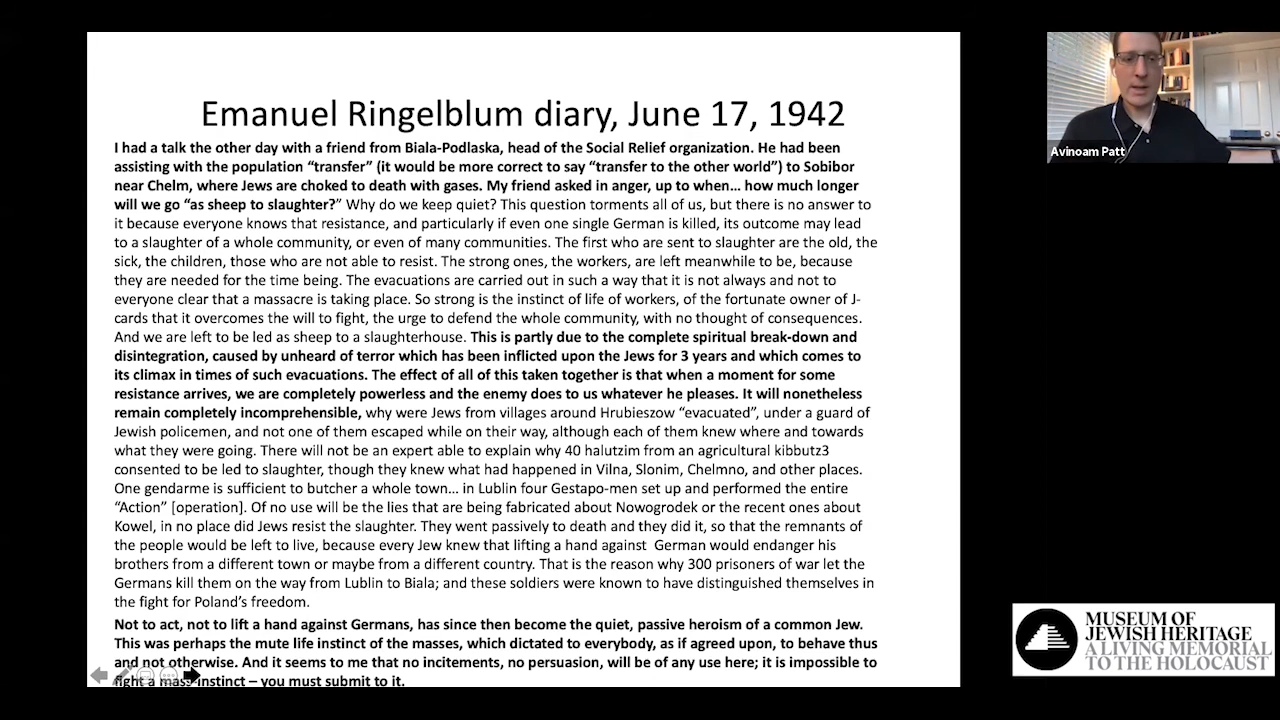 Emanuel Ringelblum diary, June 17, 1942
I had a talk the other day with a friend from Biala-Podlaska, head of the Social Relief organization. He had been
assisting with the population “transfer” (it would be more correct to say “transfer to the other world”) to Sobibor
near Chelm, where Jews are choked to death with gases. My friend asked in anger, up to when… how much longer
will we go “as sheep to slaughter?” Why do we keep quiet? This question torments all of us, but there is no answer to
it because everyone knows that resistance, and particularly if even one single German is killed, its outcome may lead
to a slaughter of a whole community, or even of many communities. The first who are sent to slaughter are the old, the
sick, the children, those who are not able to resist. The strong ones, the workers, are left meanwhile to be, because
they are needed for the time being. The evacuations are carried out in such a way that it is not always and not to
everyone clear that a massacre is taking place. So strong is the instinct of life of workers, of the fortunate owner of J-
cards that it overcomes the will to fight, the urge to defend the whole community, with no thought of consequences.
And we are left to be led as sheep to a slaughterhouse. This is partly due to the complete spiritual break-down and
disintegration, caused by unheard of terror which has been inflicted upon the Jews for 3 years and which comes to
its climax in times of such evacuations. The effect of all of this taken together is that when a moment for some
resistance arrives, we are completely powerless and the enemy does to us whatever he pleases. It will nonetheless
remain completely incomprehensible, why were Jews from villages around Hrubieszow “evacuated”, under a guard of
Jewish policemen, and not one of them escaped while on their way, although each of them knew where and towards
what they were going. There will not be an expert able to explain why 40 halutzim from an agricultural kibbutz3
consented to be led to slaughter, though they knew what had happened in Vilna, Slonim, Chelmno, and other places.
One gendarme is sufficient to butcher a whole town… in Lublin four Gestapo-men set up and performed the entire
“Action” [operation]. Of no use will be the lies that are being fabricated about Nowogrodek or the recent ones about
Kowel, in no place did Jews resist the slaughter. They went passively to death and they did it, so that the remnants of
the people would be left to live, because every Jew knew that lifting a hand against German would endanger his
brothers from a different town or maybe from a different country. That is the reason why 300 prisoners of war let the
Germans kill them on the way from Lublin to Biala; and these soldiers were known to have distinguished themselves in
the fight for Poland’s freedom.
Not to act, not to lift a hand against Germans, has since then become the quiet, passive heroism of a common Jew.
This was perhaps the mute life instinct of the masses, which dictated to everybody, as if agreed upon, to behave thus
and not otherwise. And it seems to me that no incitements, no persuasion, will be of any use here; it is impossible to
fight a mass instinct – you must submit to it.
Avinoam Patt
MUSEUM OF
JEWISH HERITAGE
A LIVING MEMORIAL
TO THE HOLOCAUST